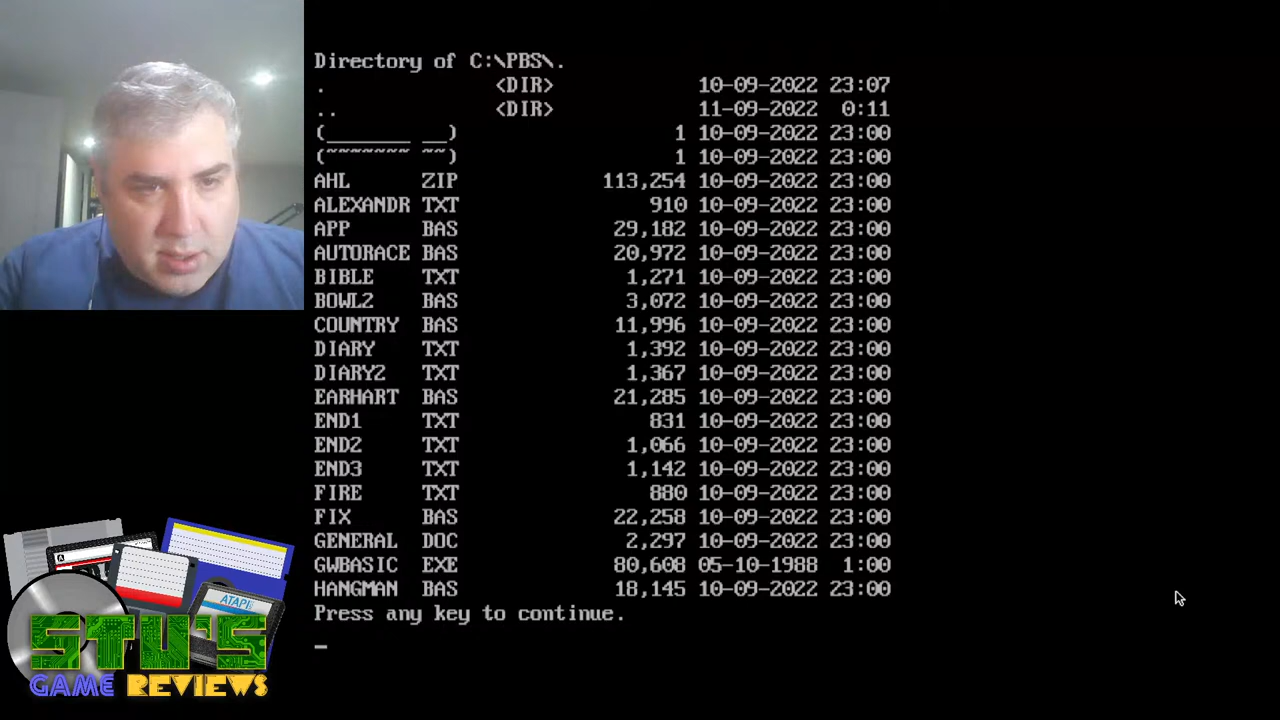 Directory of C:\PBS\.
. <DIR> 10-09-2022 23:07
.. <DIR> 11-09-2022 0:11
(_______ __) 1 10-09-2022 23:00
(~~~~~~~ ~~) 1 10-09-2022 23:00
AHL ZIP 113,254 10-09-2022 23:00
ALEXANDR TXT 910 10-09-2022 23:00
APP BAS 29,182 10-09-2022 23:00
AUTORACE BAS 20,972 10-09-2022 23:00
BIBLE TXT 1,271 10-09-2022 23:00
BOWL2 BAS 3,072 10-09-2022 23:00
COUNTRY BAS 11,996 10-09-2022 23:00
DIARY TXT 1,392 10-09-2022 23:00
DIARY2 TXT 1,367 10-09-2022 23:00
EARHART BAS 21,285 10-09-2022 23:00
END1 TXT 831 10-09-2022 23:00
END2 TXT 1,066 10-09-2022 23:00
END3 TXT 1,142 10-09-2022 23:00
FIRE TXT 880 10-09-2022 23:00
FIX BAS 22,258 10-09-2022 23:00
GENERAL DOC 2,297 10-09-2022 23:00
GWBASIC EXE 80,608 05-10-1988 1:00
HANGMAN BAS 18,145 10-09-2022 23:00
Press any key to continue.
_
ATAPI
STU'S
GAME REVIEWS